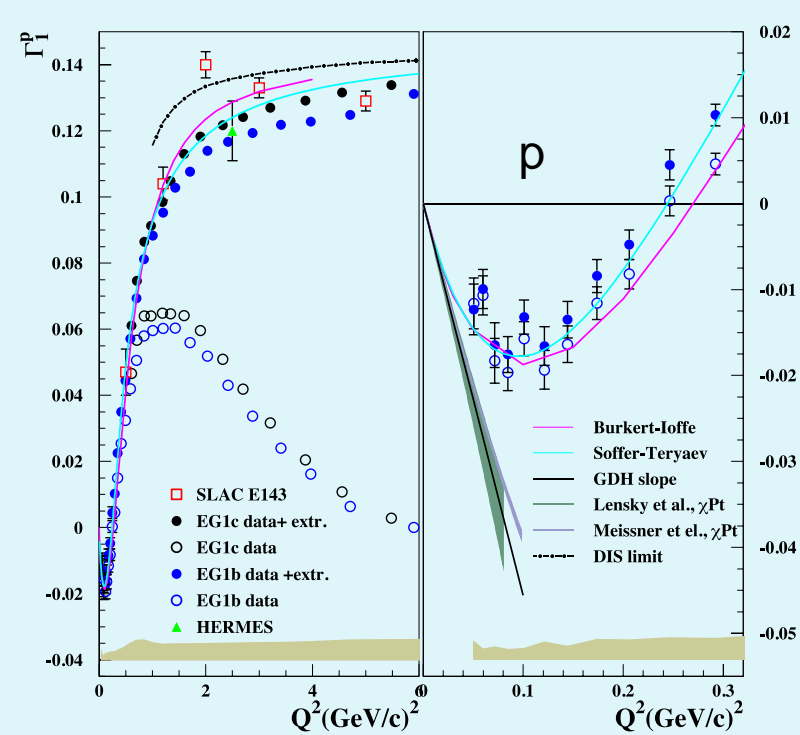 Γ₁ᵖ
0.14
0.12
0.1
0.08
0.06
0.04
0.02
0
-0.02
-0.04
SLAC E143
EG1c data+ extr.
EG1c data
EG1b data +extr.
EG1b data
HERMES
0
2
4
6
Q²(GeV/c)²
p
Burkert-Ioffe
Soffer-Teryaev
GDH slope
Lensky et al., χPt
Meissner et el., χPt
DIS limit
0.02
0.01
0
-0.01
-0.02
-0.03
-0.04
-0.05
0
0.1
0.2
0.3
Q²(GeV/c)²